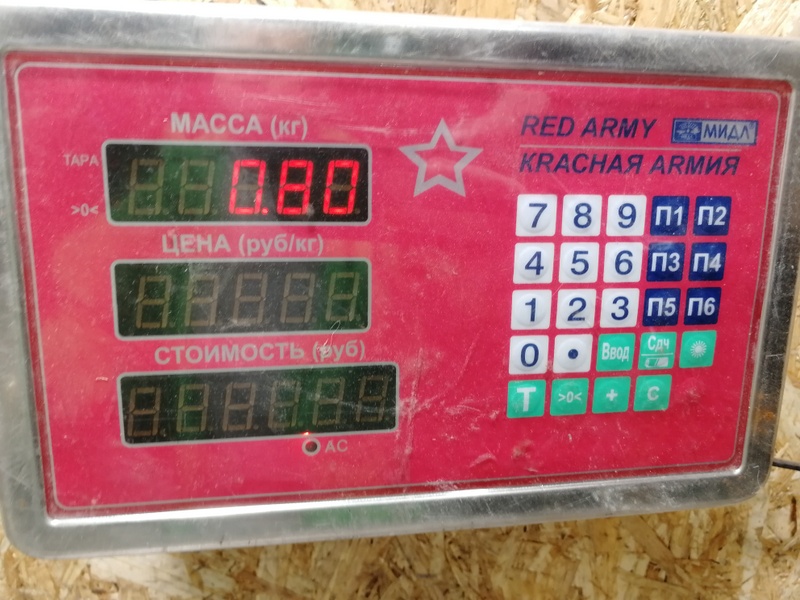 МАССА (кг)
ТАРА
0.80
>0<
ЦЕНА (руб/кг)
СТОИМОСТЬ (руб)
AC
RED ARMY МИДЛ
КRАСНАЯ АRМИЯ
7 8 9 П1 П2
4 5 6 П3 П4
1 2 3 П5 П6
0 • Ввод Сдч
T >0< + C